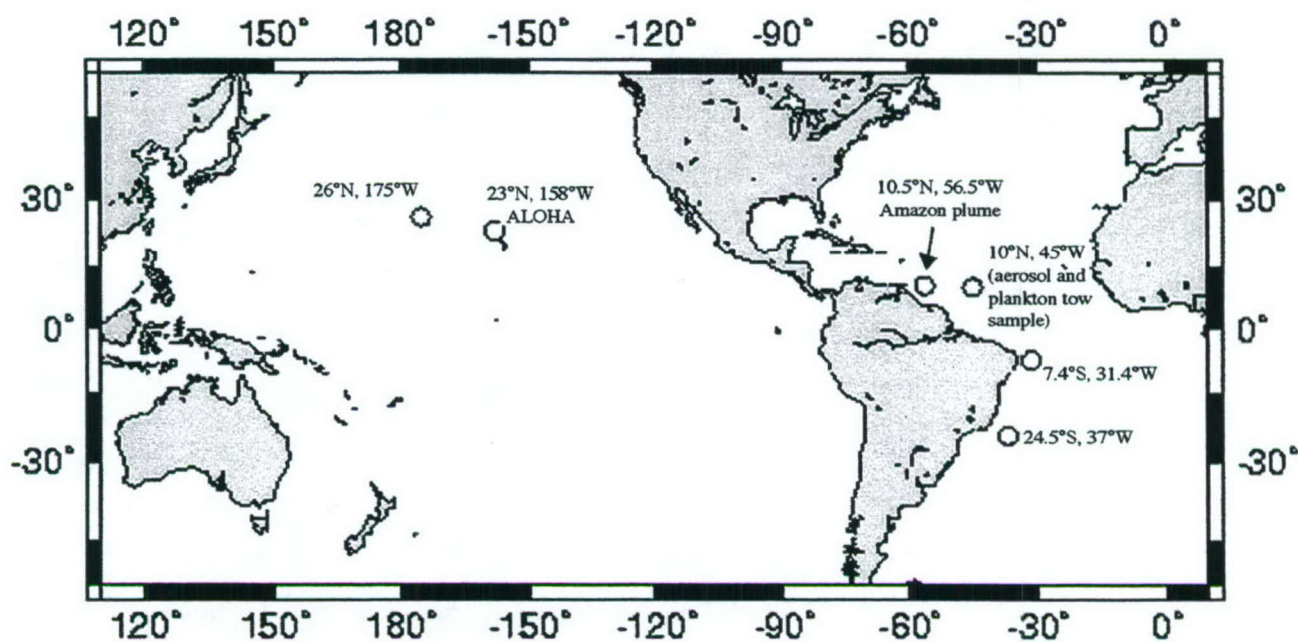 120° 150° 180° -150° -120° -90° -60° -30° 0°
26°N, 175°W
23°N, 158°W
ALOHA
10.5°N, 56.5°W
Amazon plume
10°N, 45°W
(aerosol and
plankton tow
sample)
7.4°S, 31.4°W
24.5°S, 37°W
30°
0°
-30°
30°
0°
-30°
120° 150° 180° -150° -120° -90° -60° -30° 0°